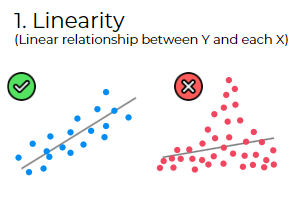 1. Linearity
(Linear relationship between Y and each X)